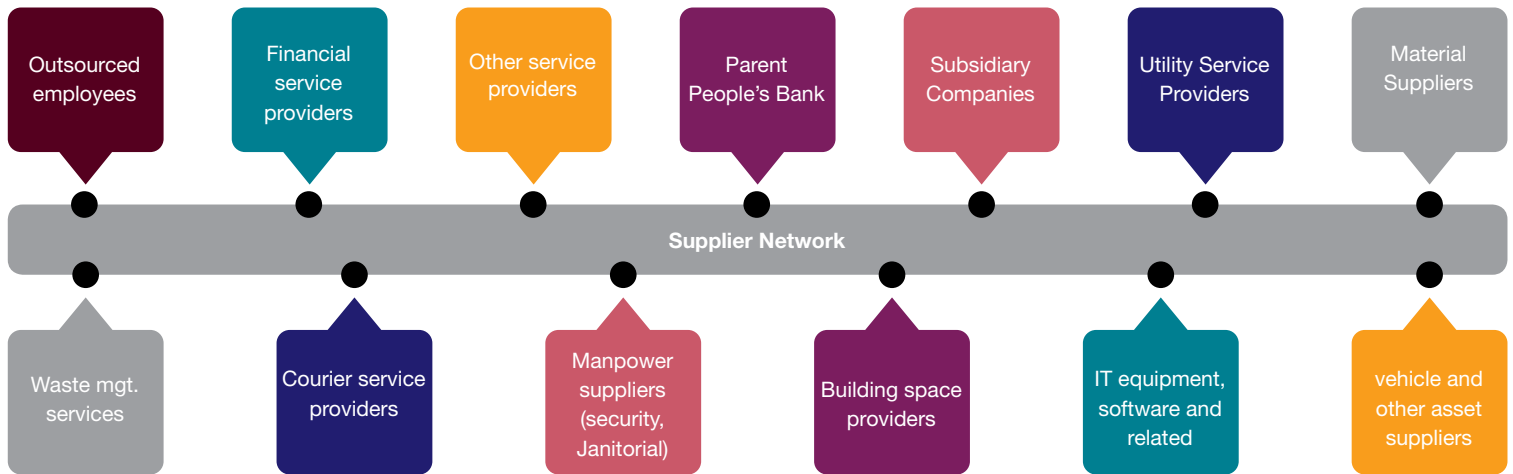 Outsourced
employees
Financial
service
providers
Other service
providers
Parent
People’s Bank
Subsidiary
Companies
Utility Service
Providers
Material
Suppliers
Supplier Network
Waste mgt.
services
Courier service
providers
Manpower
suppliers
(security,
Janitorial)
Building space
providers
IT equipment,
software and
related
vehicle and
other asset
suppliers